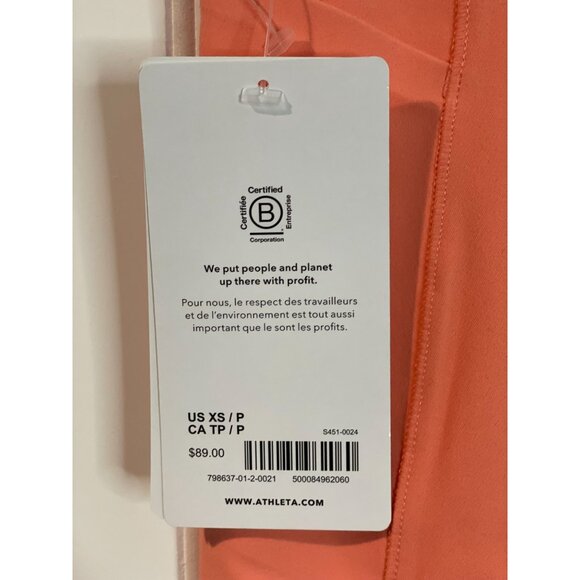 Certified
Certifiée
B
Entreprise
Corporation
We put people and planet
up there with profit.
Pour nous, le respect des travailleurs
et de l'environnement est tout aussi
important que le sont les profits.
US XS / P
CA TP / P
S451-0024
$89.00
798637-01-2-0021 500084962060
WWW.ATHLETA.COM